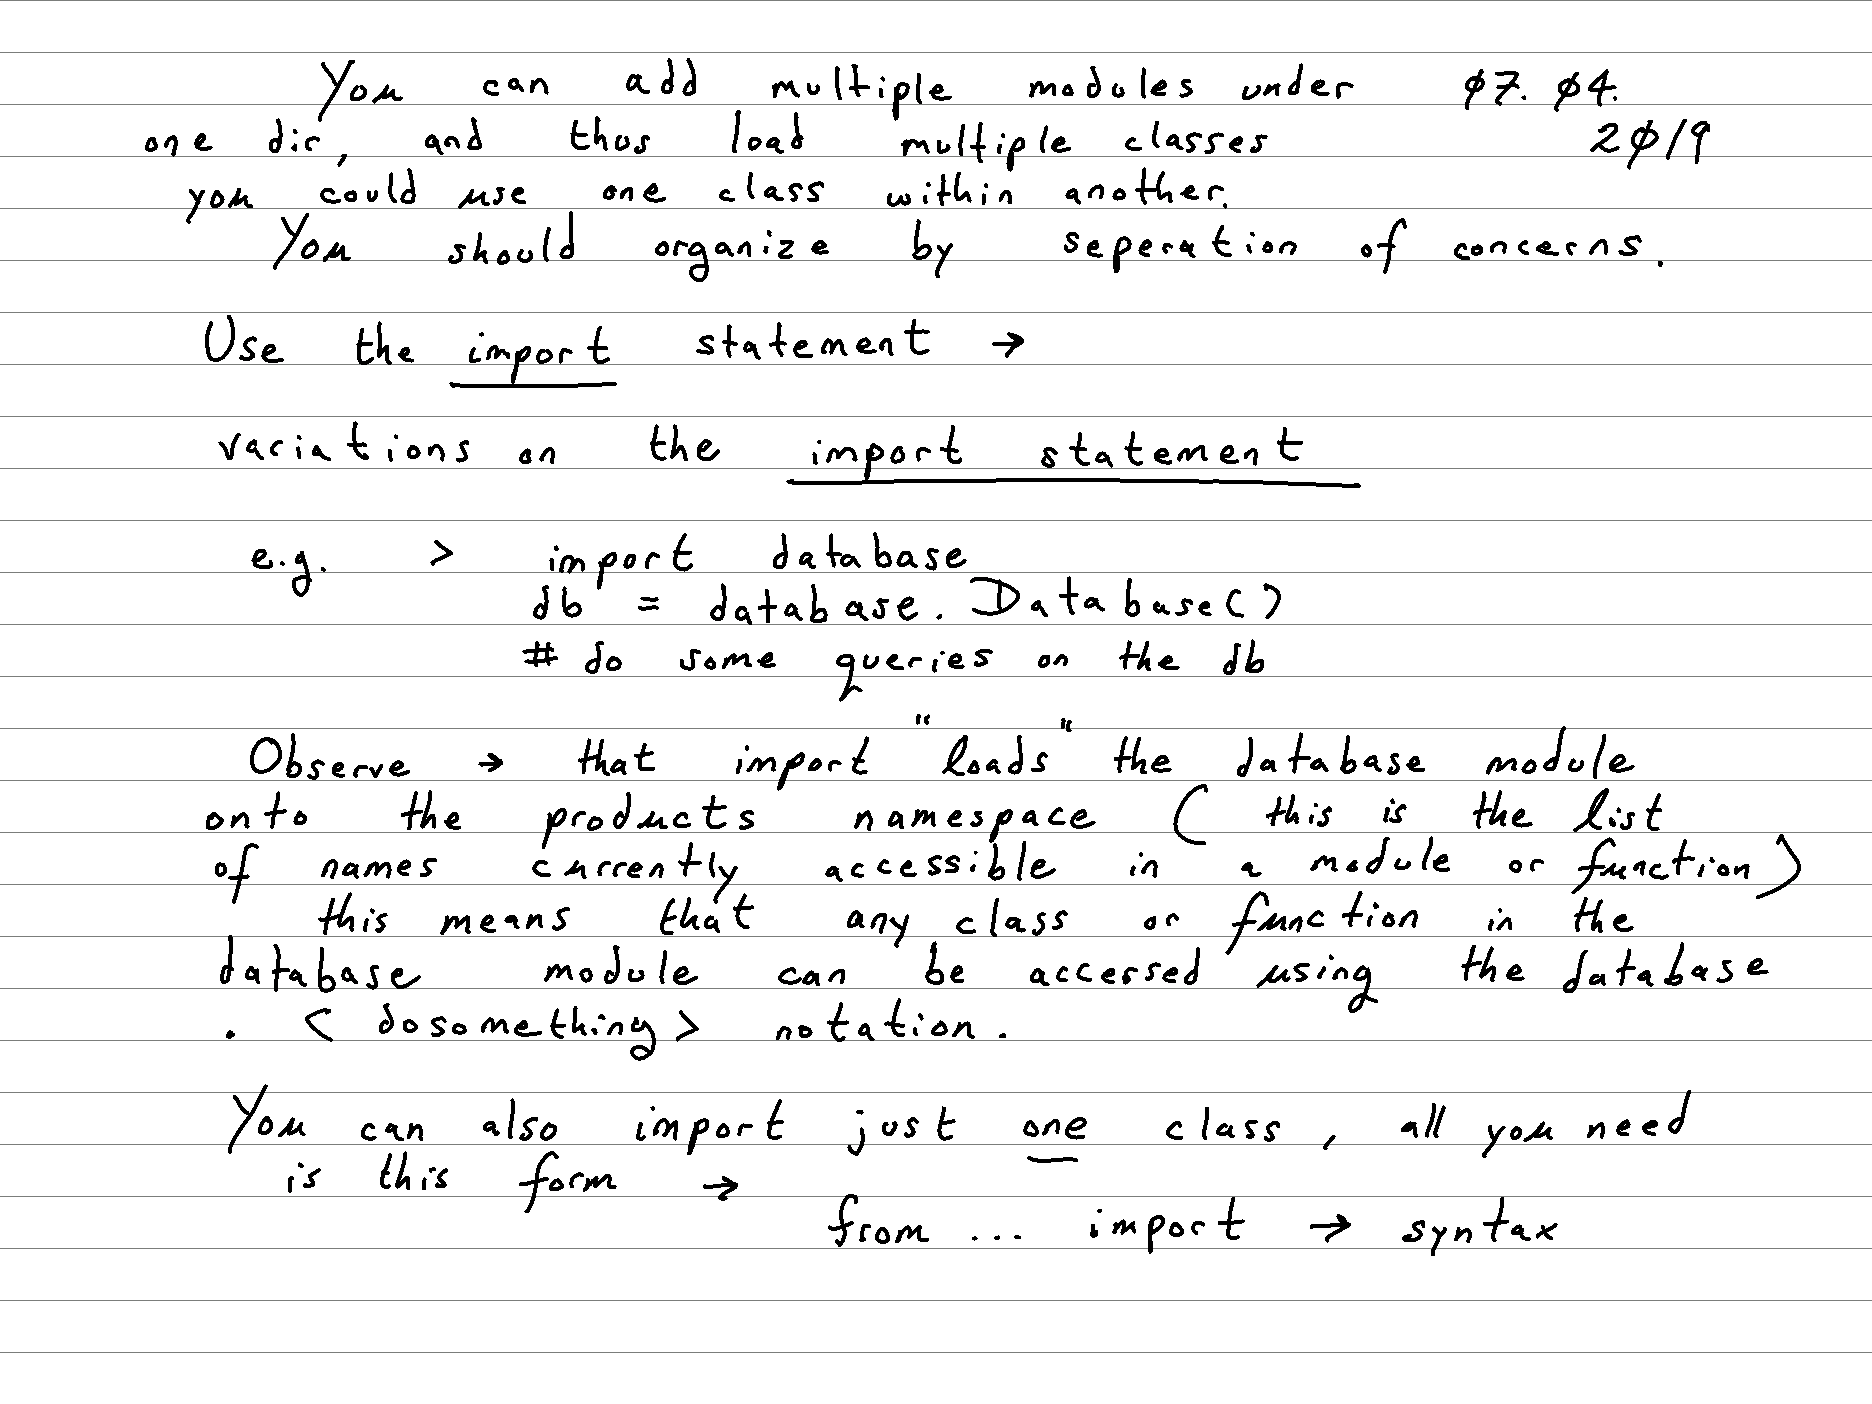 You can add multiple modules under ø7. ø4.
one dir, and thus load multiple classes 2ø19
you could use one class within another.
You should organize by seperation of concerns.
Use the import statement →
variations on the import statement
e.g. > import database
db = database. Database()
# do some queries on the db
Observe → that import "loads" the database module
onto the products namespace ( this is the list
of names currently accessible in a module or function)
this means that any class or function in the
database module can be accessed using the database
. < dosomething> notation.
You can also import just one class, all you need
is this form →
from ... import → syntax